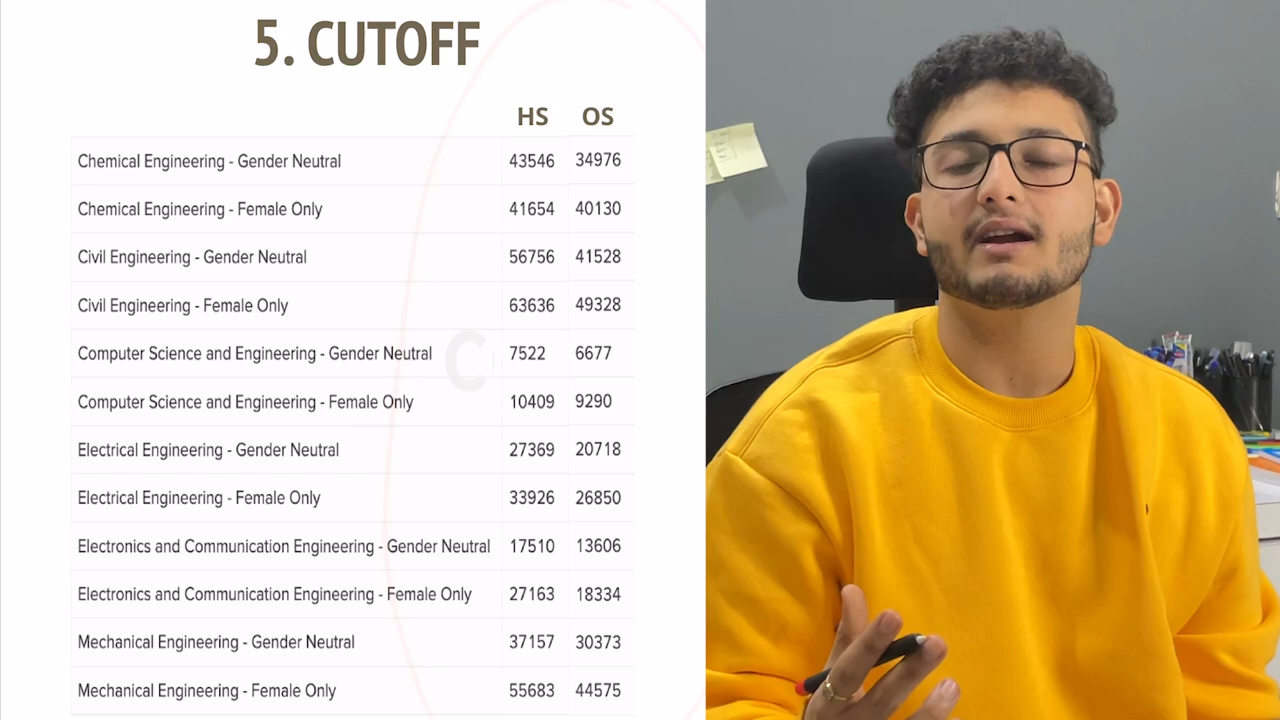 5. CUTOFF
HS OS
Chemical Engineering - Gender Neutral 43546 34976
Chemical Engineering - Female Only 41654 40130
Civil Engineering - Gender Neutral 56756 41528
Civil Engineering - Female Only 63636 49328
Computer Science and Engineering - Gender Neutral 7522 6677
Computer Science and Engineering - Female Only 10409 9290
Electrical Engineering - Gender Neutral 27369 20718
Electrical Engineering - Female Only 33926 26850
Electronics and Communication Engineering - Gender Neutral 17510 13606
Electronics and Communication Engineering - Female Only 27163 18334
Mechanical Engineering - Gender Neutral 37157 30373
Mechanical Engineering - Female Only 55683 44575